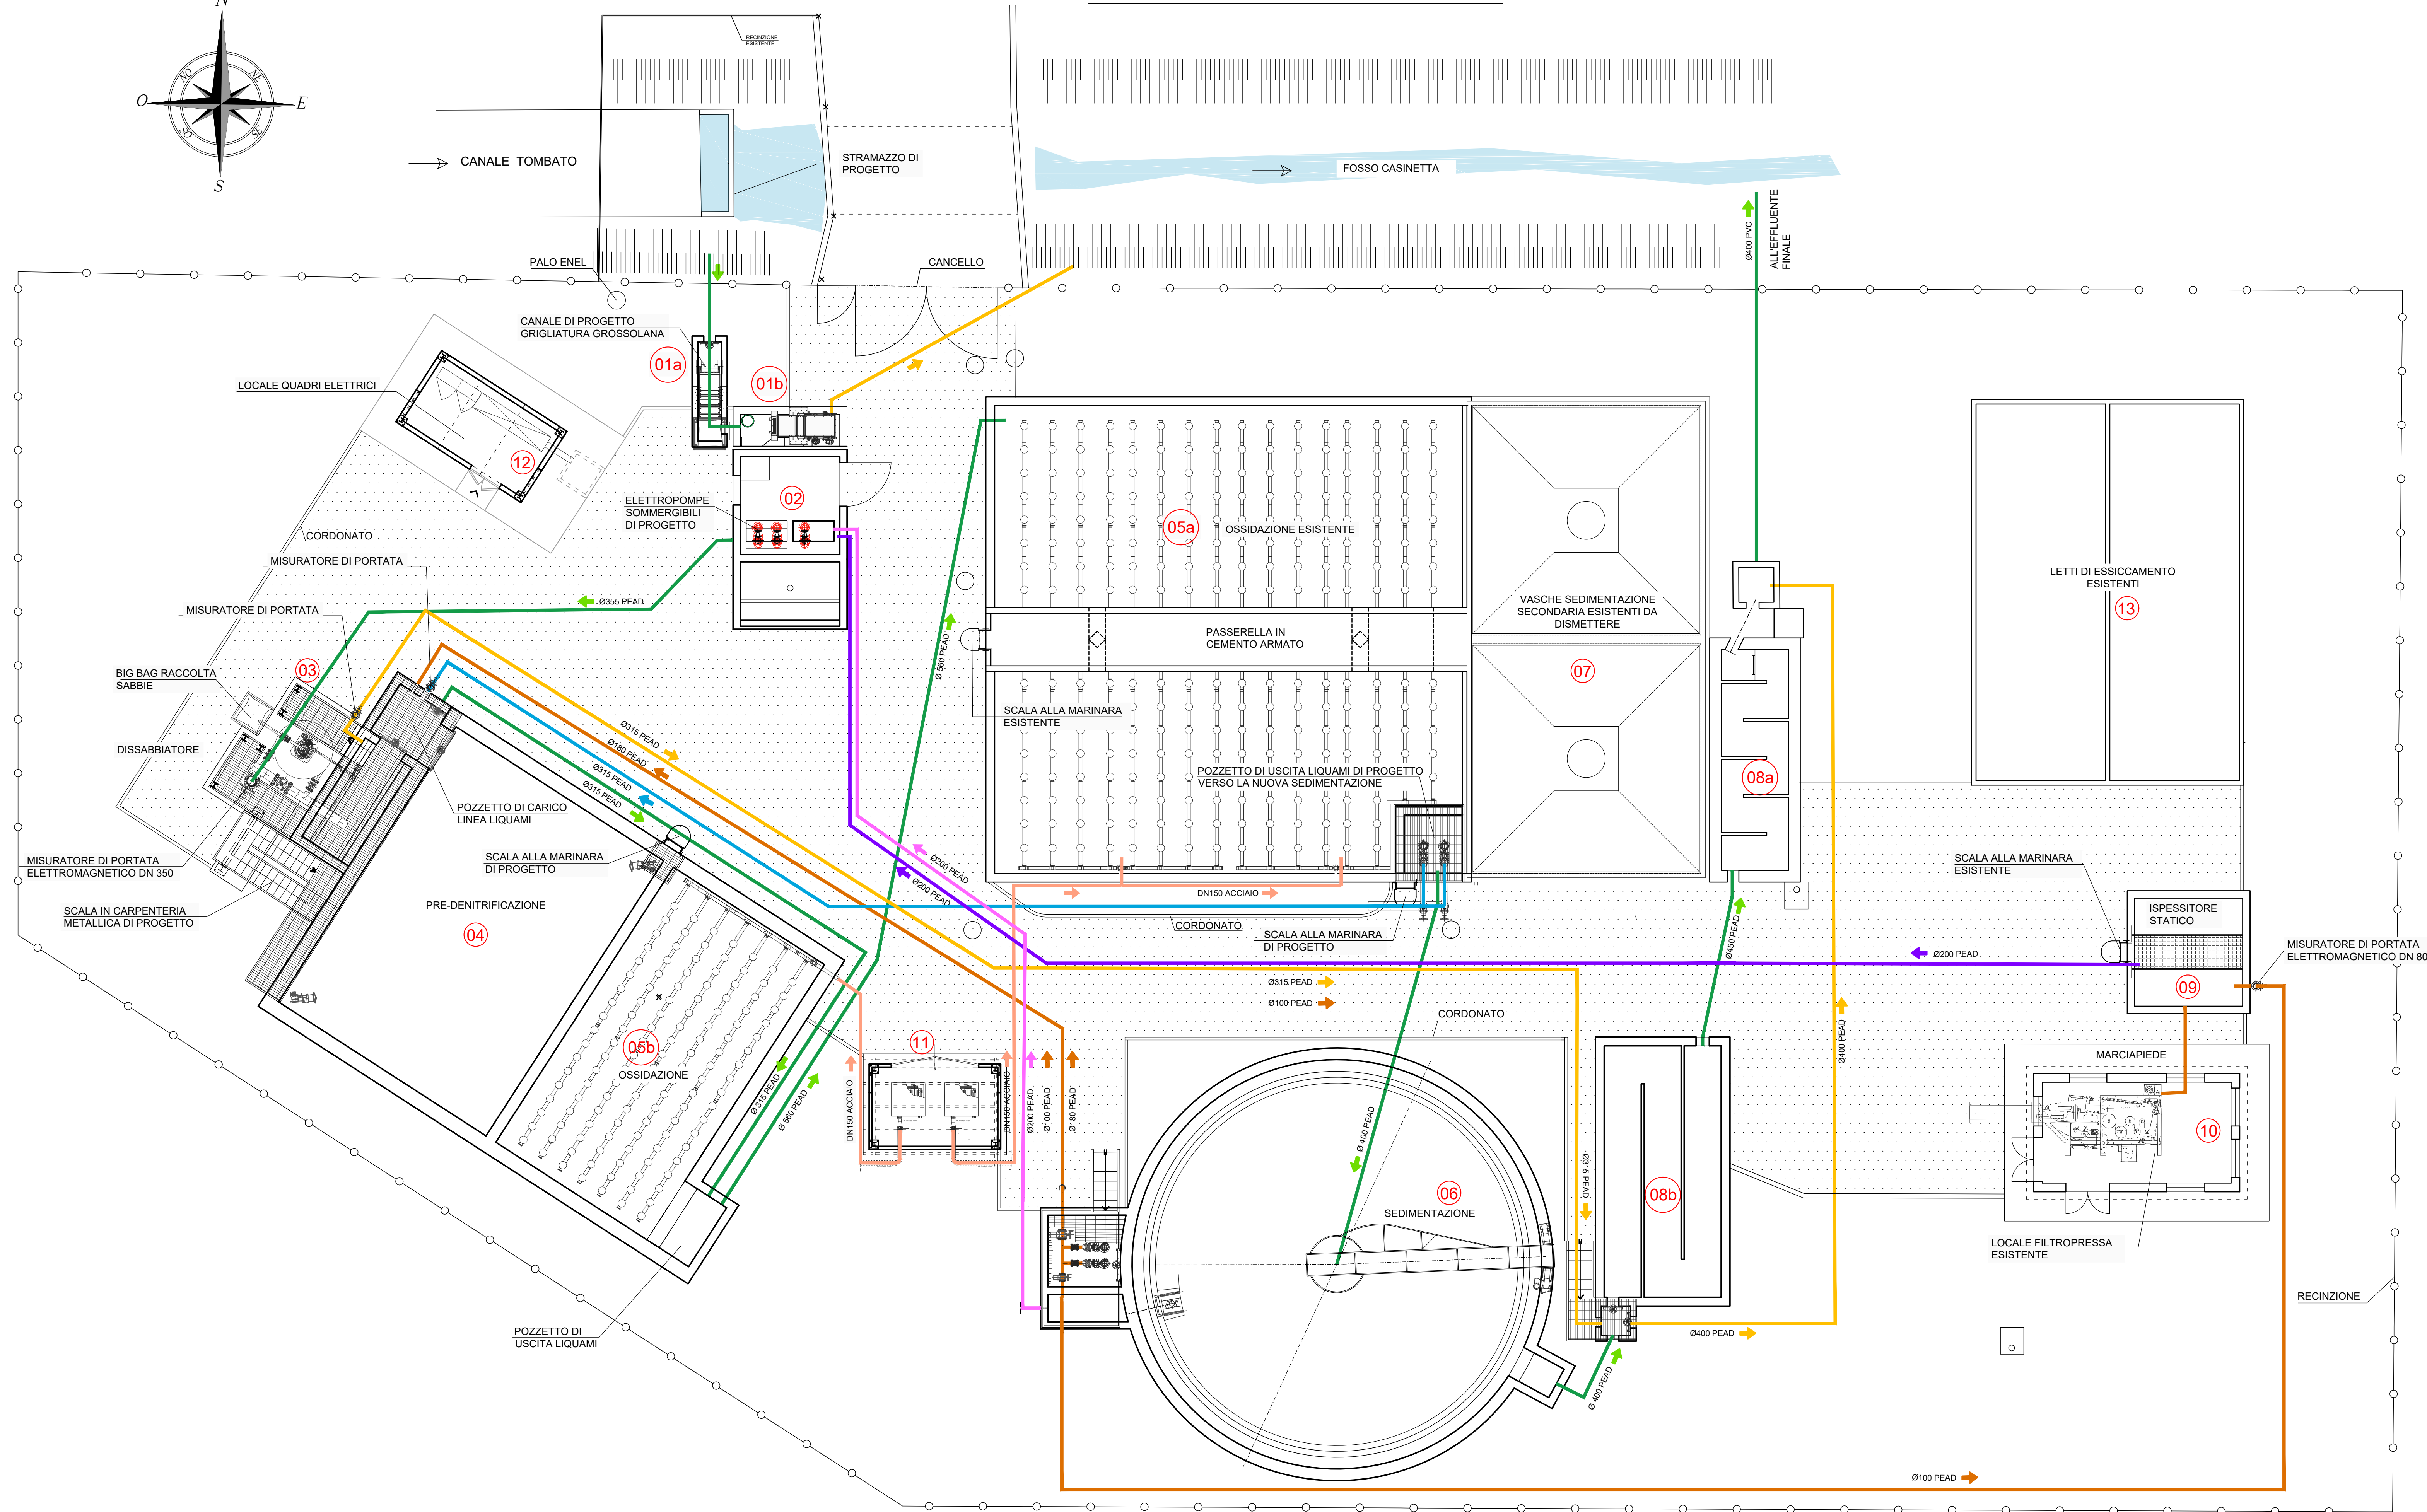 N
NO
NE
O
E
SO
SE
S
RECINZIONE
ESISTENTE
CANALE TOMBATO
STRAMAZZO DI
PROGETTO
FOSSO CASINETTA
Ø400 PVC
ALL'EFFLUENTE
FINALE
PALO ENEL
CANCELLO
CANALE DI PROGETTO
GRIGLIATURA GROSSOLANA
01a
01b
LOCALE QUADRI ELETTRICI
12
02
ELETTROPOMPE
SOMMERGIBILI
DI PROGETTO
05a
OSSIDAZIONE ESISTENTE
CORDONATO
MISURATORE DI PORTATA
Ø355 PEAD
MISURATORE DI PORTATA
LETTI DI ESSICCAMENTO
ESISTENTI
13
VASCHE SEDIMENTAZIONE
SECONDARIA ESISTENTI DA
DISMETTERE
PASSERELLA IN
CEMENTO ARMATO
Ø 560 PEAD
03
07
BIG BAG RACCOLTA
SABBIE
SCALA ALLA MARINARA
ESISTENTE
DISSABBIATORE
Ø315 PEAD
Ø180 PEAD
Ø315 PEAD
Ø315 PEAD
POZZETTO DI USCITA LIQUAMI DI PROGETTO
VERSO LA NUOVA SEDIMENTAZIONE
08a
POZZETTO DI CARICO
LINEA LIQUAMI
MISURATORE DI PORTATA
ELETTROMAGNETICO DN 350
SCALA ALLA MARINARA
DI PROGETTO
Ø200 PEAD
Ø200 PEAD
SCALA ALLA MARINARA
ESISTENTE
DN150 ACCIAIO
PRE-DENITRIFICAZIONE
04
SCALA IN CARPENTERIA
METALLICA DI PROGETTO
CORDONATO
SCALA ALLA MARINARA
DI PROGETTO
Ø450 PEAD
ISPESSITORE
STATICO
MISURATORE DI PORTATA
ELETTROMAGNETICO DN 80
Ø200 PEAD
Ø315 PEAD
09
Ø100 PEAD
CORDONATO
Ø400 PEAD
05b
OSSIDAZIONE
11
MARCIAPIEDE
Ø 315 PEAD
Ø 560 PEAD
DN150 ACCIAIO
DN150 ACCIAIO
Ø200 PEAD
Ø100 PEAD
Ø180 PEAD
Ø 400 PEAD
10
Ø315 PEAD
06
SEDIMENTAZIONE
08b
LOCALE FILTROPRESSA
ESISTENTE
RECINZIONE
POZZETTO DI
USCITA LIQUAMI
Ø400 PEAD
Ø 400 PEAD
Ø100 PEAD